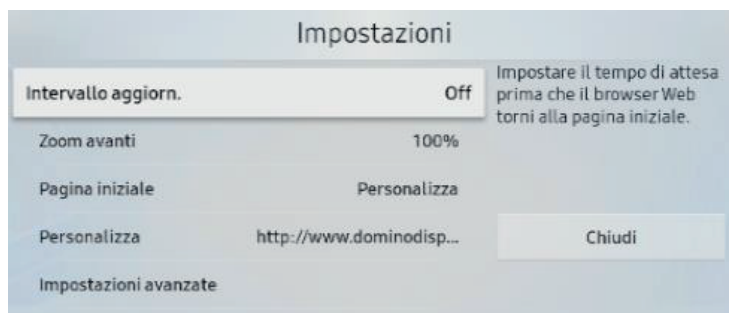 Impostazioni
Intervallo aggiorn. Off
Impostare il tempo di attesa
prima che il browser Web
torni alla pagina iniziale.
Zoom avanti 100%
Pagina iniziale Personalizza
Personalizza http://www.dominodisp...
Chiudi
Impostazioni avanzate